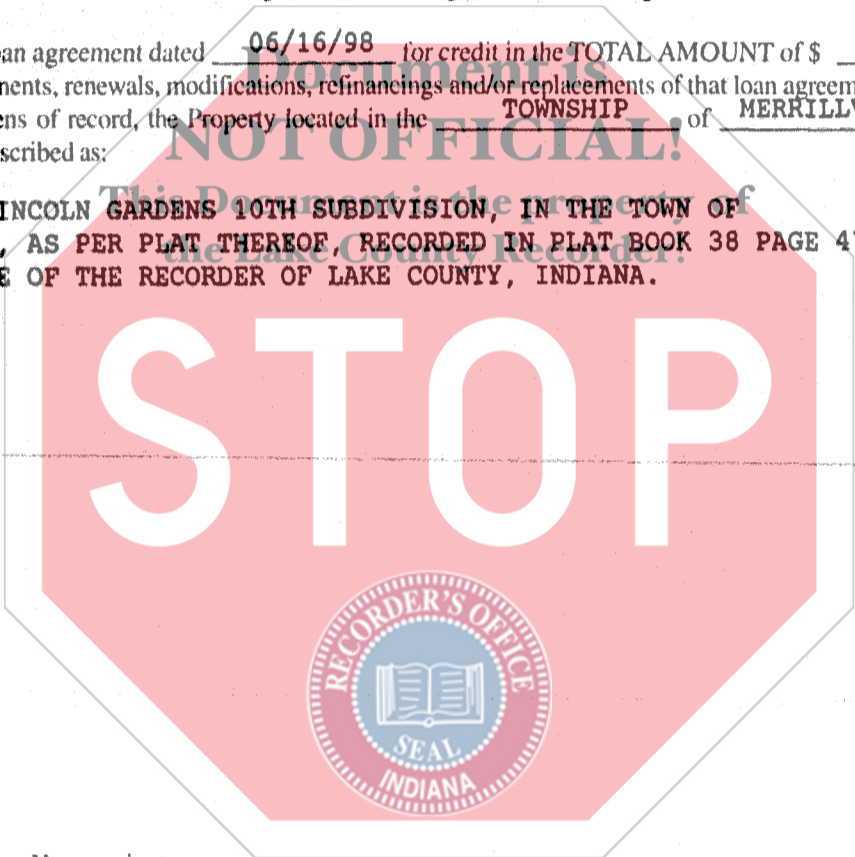 an agreement dated 06/16/98 for credit in the TOTAL AMOUNT of $
nents, renewals, modifications, refinancings and/or replacements of that loan agreem
ens of record, the Property located in the TOWNSHIP of MERRILLV
scribed as:
INCOLN GARDENS 10TH SUBDIVISION, IN THE TOWN OF
, AS PER PLAT THEREOF, RECORDED IN PLAT BOOK 38 PAGE 4
E OF THE RECORDER OF LAKE COUNTY, INDIANA.
Document is
NOT OFFICIAL!
This Document is the property of
the Lake County Recorder!
STOP
RECORDER'S OFFICE
SEAL
INDIANA